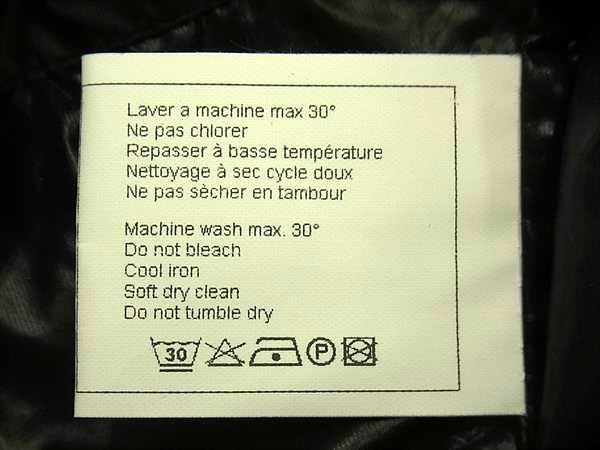 Laver a machine max 30°
Ne pas chlorer
Repasser à basse température
Nettoyage à sec cycle doux
Ne pas sècher en tambour
Machine wash max. 30°
Do not bleach
Cool iron
Soft dry clean
Do not tumble dry
30 P